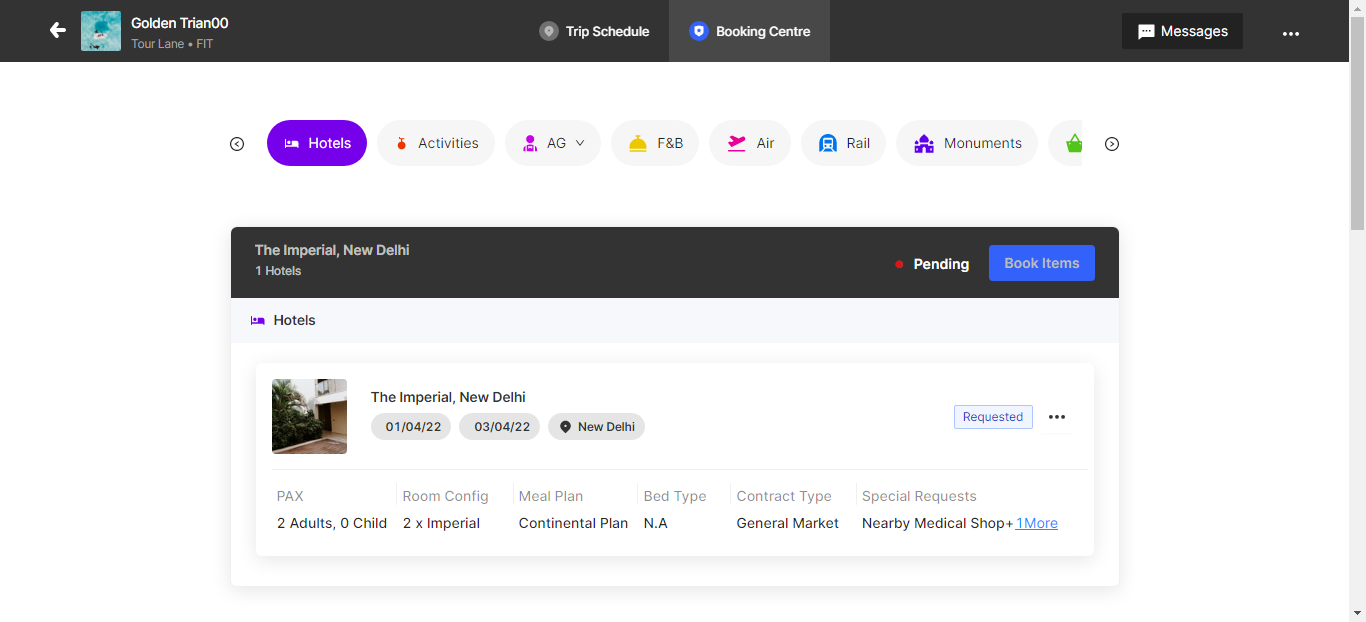 Golden Trian00
Tour Lane • FIT
Trip Schedule
Booking Centre
Messages
Hotels
Activities
AG
F&B
Air
Rail
Monuments
The Imperial, New Delhi
1 Hotels
Pending
Book Items
Hotels
The Imperial, New Delhi
01/04/22
03/04/22
New Delhi
Requested
PAX
Room Config
Meal Plan
Bed Type
Contract Type
Special Requests
2 Adults, 0 Child
2 x Imperial
Continental Plan
N.A
General Market
Nearby Medical Shop+1More